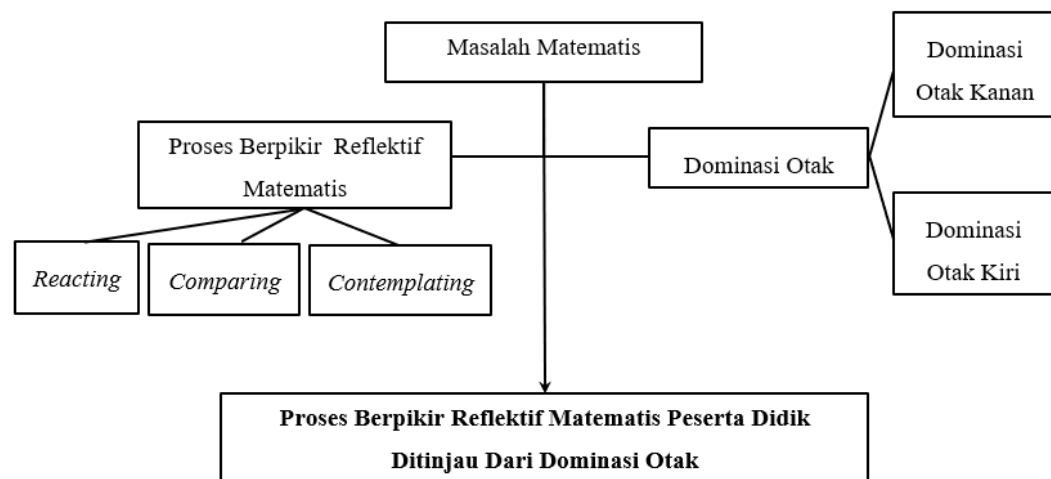 Masalah Matematis
Dominasi
Otak Kanan
Proses Berpikir Reflektif
Matematis
Dominasi Otak
Dominasi
Otak Kiri
Reacting
Comparing
Contemplating
Proses Berpikir Reflektif Matematis Peserta Didik
Ditinjau Dari Dominasi Otak